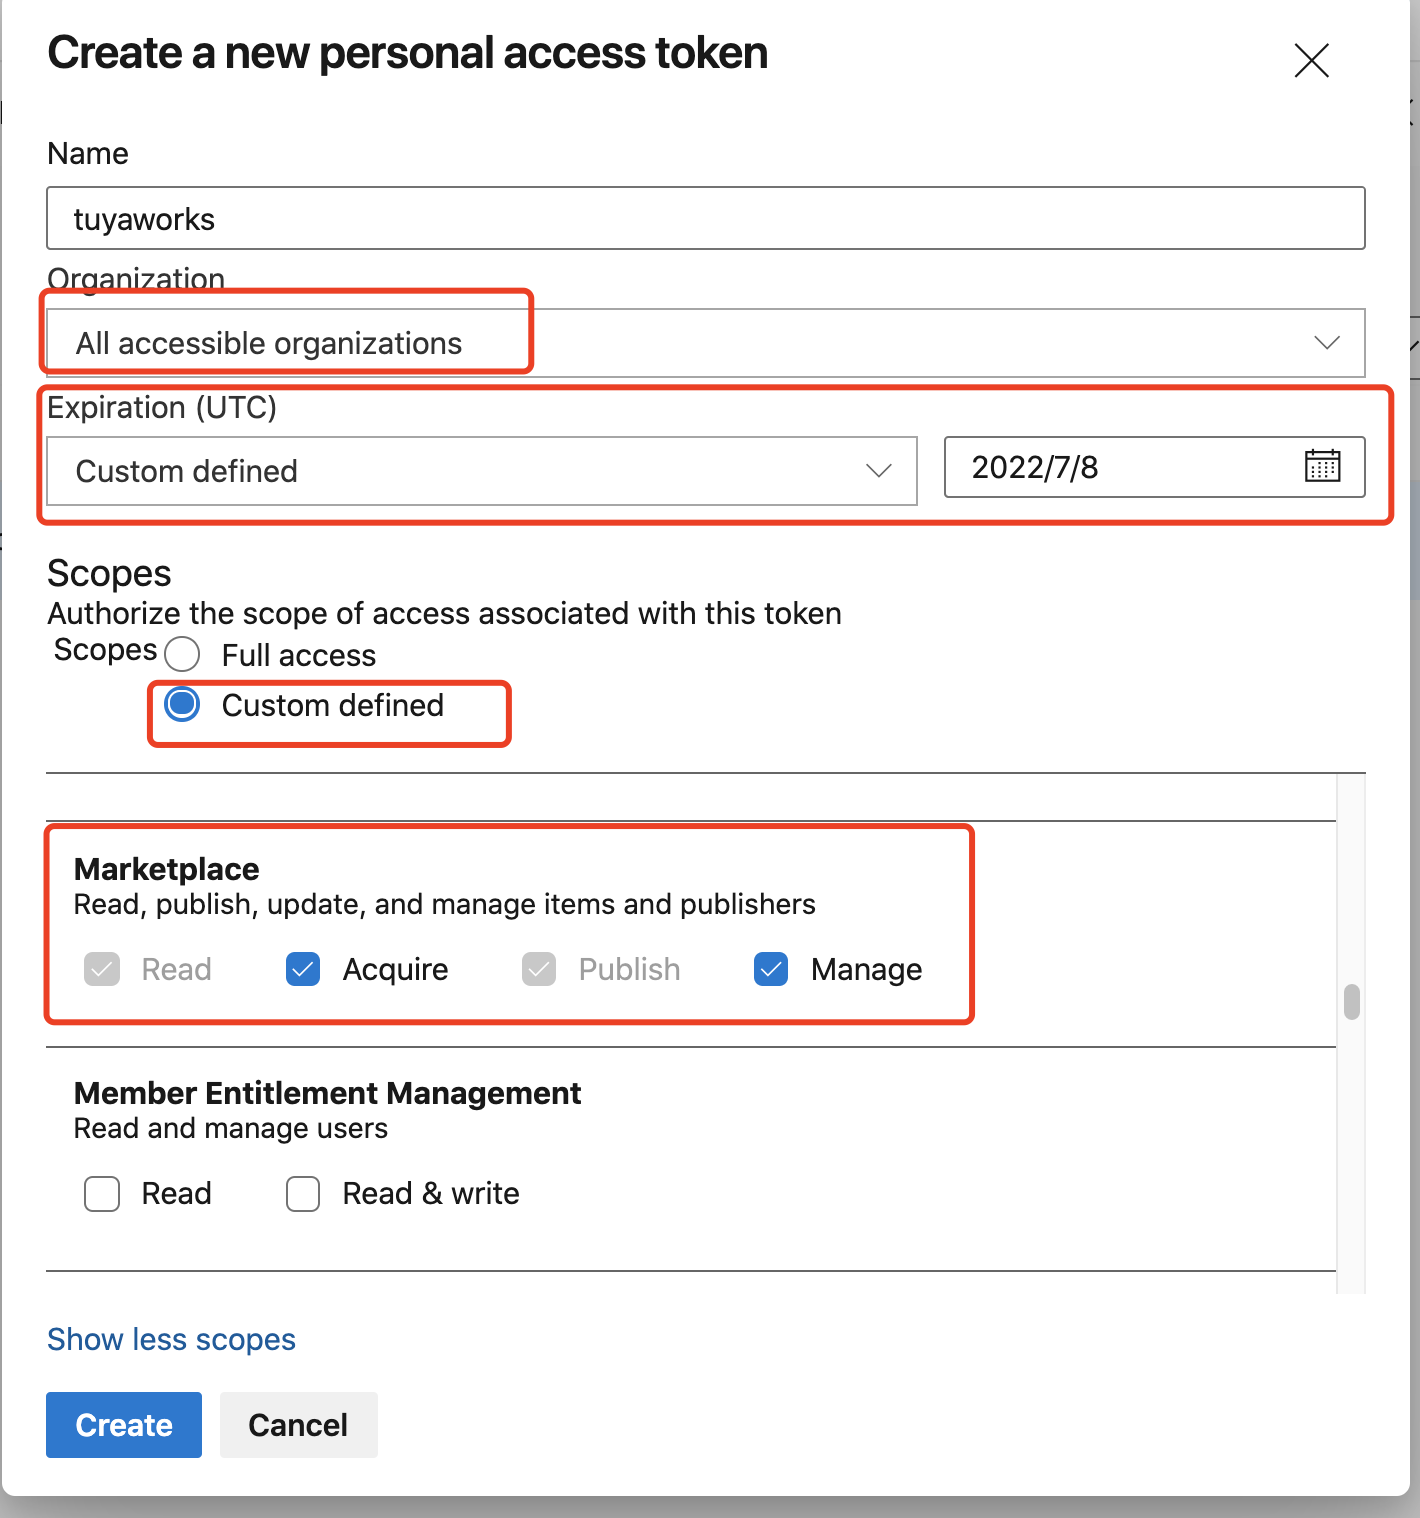 Create a new personal access token
Name
tuyaworks
Organization
All accessible organizations
Expiration (UTC)
Custom defined
2022/7/8
Scopes
Authorize the scope of access associated with this token
Scopes
Full access
Custom defined
Marketplace
Read, publish, update, and manage items and publishers
Read Acquire Publish Manage
Member Entitlement Management
Read and manage users
Read Read & write
Show less scopes
Create Cancel